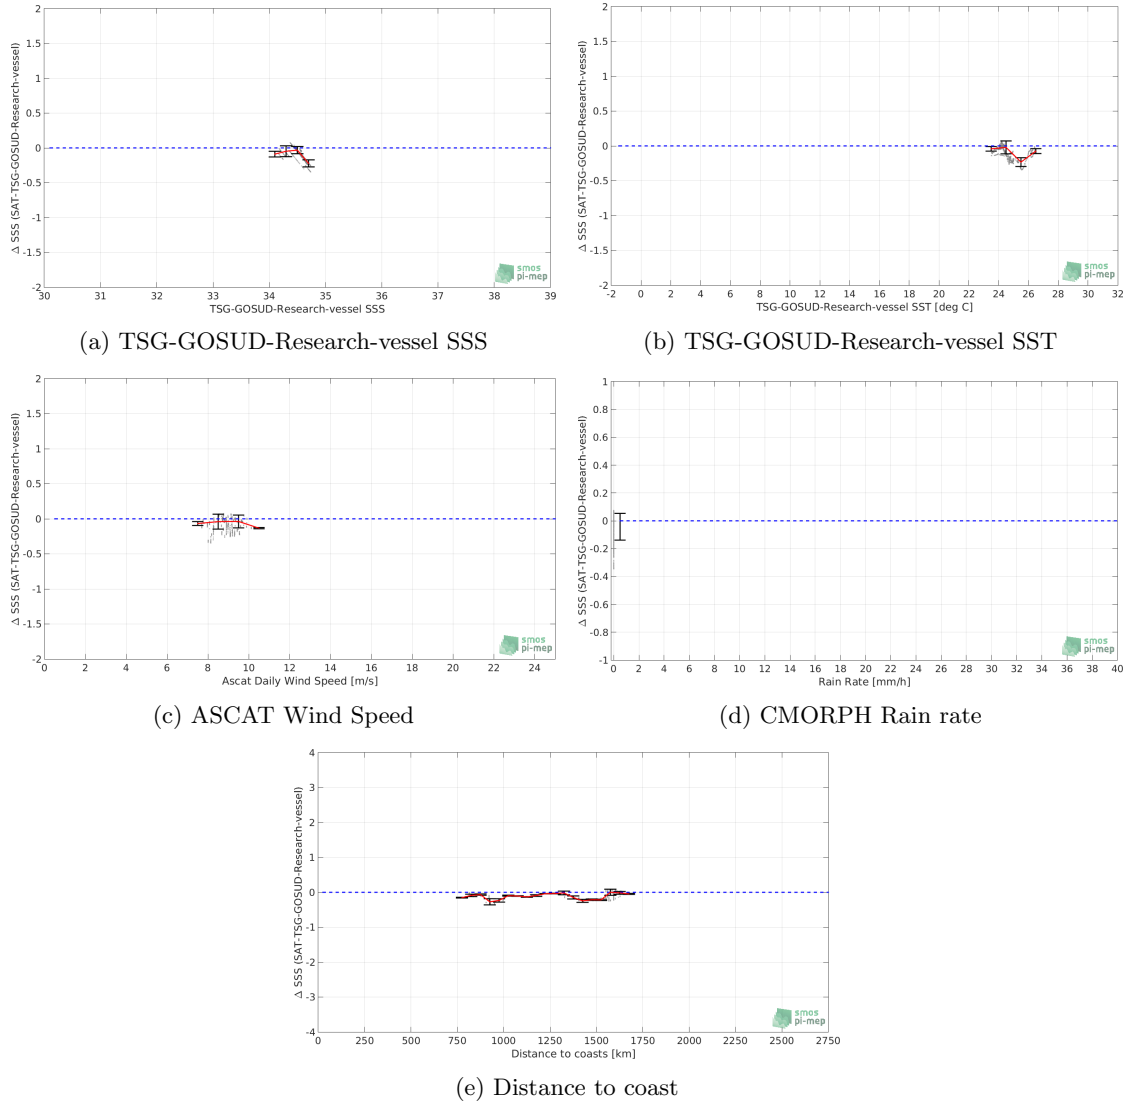 2
1.5
1
0.5
0
-0.5
-1
-1.5
-2
Δ SSS (SAT-TSG-GOSUD-Research-vessel)
30 31 32 33 34 35 36 37 38 39
TSG-GOSUD-Research-vessel SSS
smos
pi-mep
(a) TSG-GOSUD-Research-vessel SSS
2
1.5
1
0.5
0
-0.5
-1
-1.5
-2
Δ SSS (SAT-TSG-GOSUD-Research-vessel)
-2 0 2 4 6 8 10 12 14 16 18 20 22 24 26 28 30 32
TSG-GOSUD-Research-vessel SST [deg C]
smos
pi-mep
(b) TSG-GOSUD-Research-vessel SST
2
1.5
1
0.5
0
-0.5
-1
-1.5
-2
Δ SSS (SAT-TSG-GOSUD-Research-vessel)
0 2 4 6 8 10 12 14 16 18 20 22 24
Ascat Daily Wind Speed [m/s]
smos
pi-mep
(c) ASCAT Wind Speed
1
0.8
0.6
0.4
0.2
0
-0.2
-0.4
-0.6
-0.8
-1
Δ SSS (SAT-TSG-GOSUD-Research-vessel)
0 2 4 6 8 10 12 14 16 18 20 22 24 26 28 30 32 34 36 38 40
Rain Rate [mm/h]
smos
pi-mep
(d) CMORPH Rain rate
4
3
2
1
0
-1
-2
-3
-4
Δ SSS (SAT-TSG-GOSUD-Research-vessel)
0 250 500 750 1000 1250 1500 1750 2000 2250 2500 2750
Distance to coasts [km]
smos
pi-mep
(e) Distance to coast